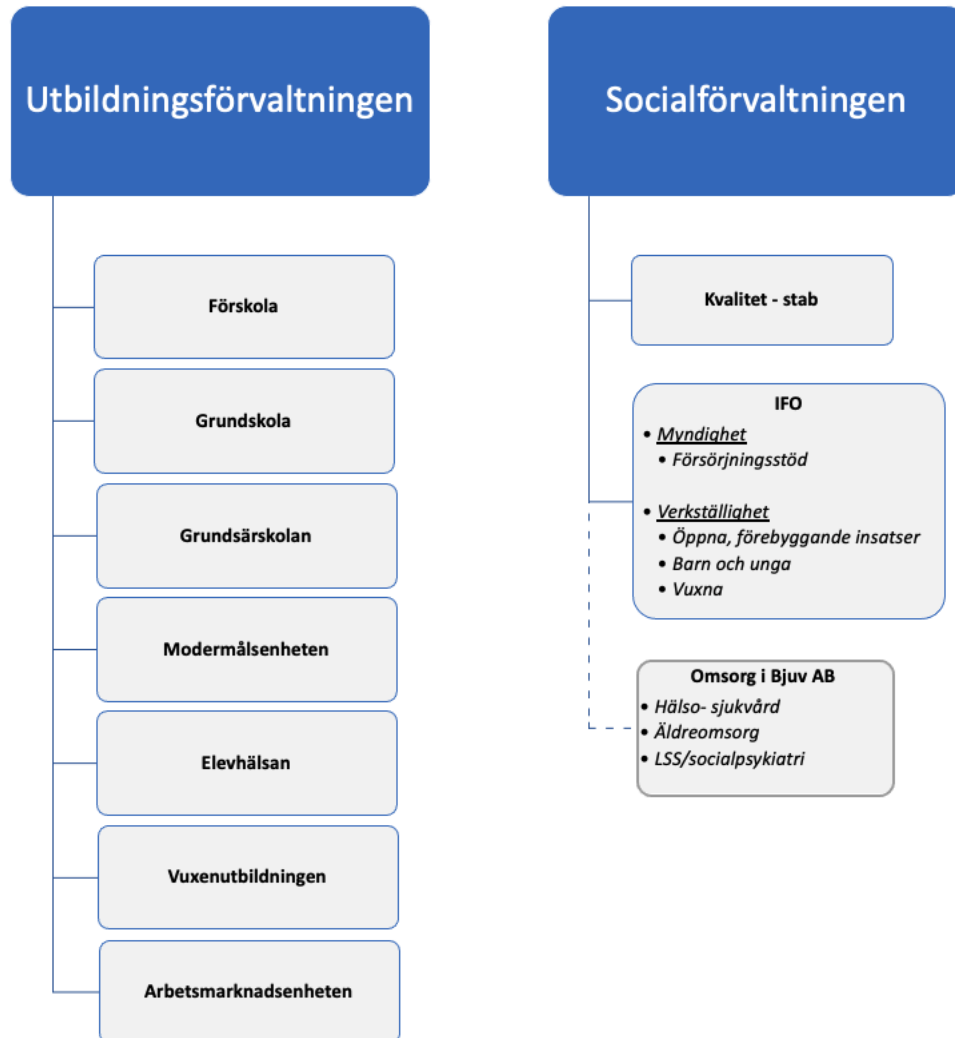 Utbildningsförvaltningen
Förskola
Grundskola
Grundsärskolan
Modermålsenheten
Elevhälsan
Vuxenutbildningen
Arbetsmarknadsenheten
Socialförvaltningen
Kvalitet - stab
IFO
• Myndighet
• Försörjningsstöd
• Verkställighet
• Öppna, förebyggande insatser
• Barn och unga
• Vuxna
Omsorg i Bjuv AB
• Hälso- sjukvård
• Äldreomsorg
• LSS/socialpsykiatri